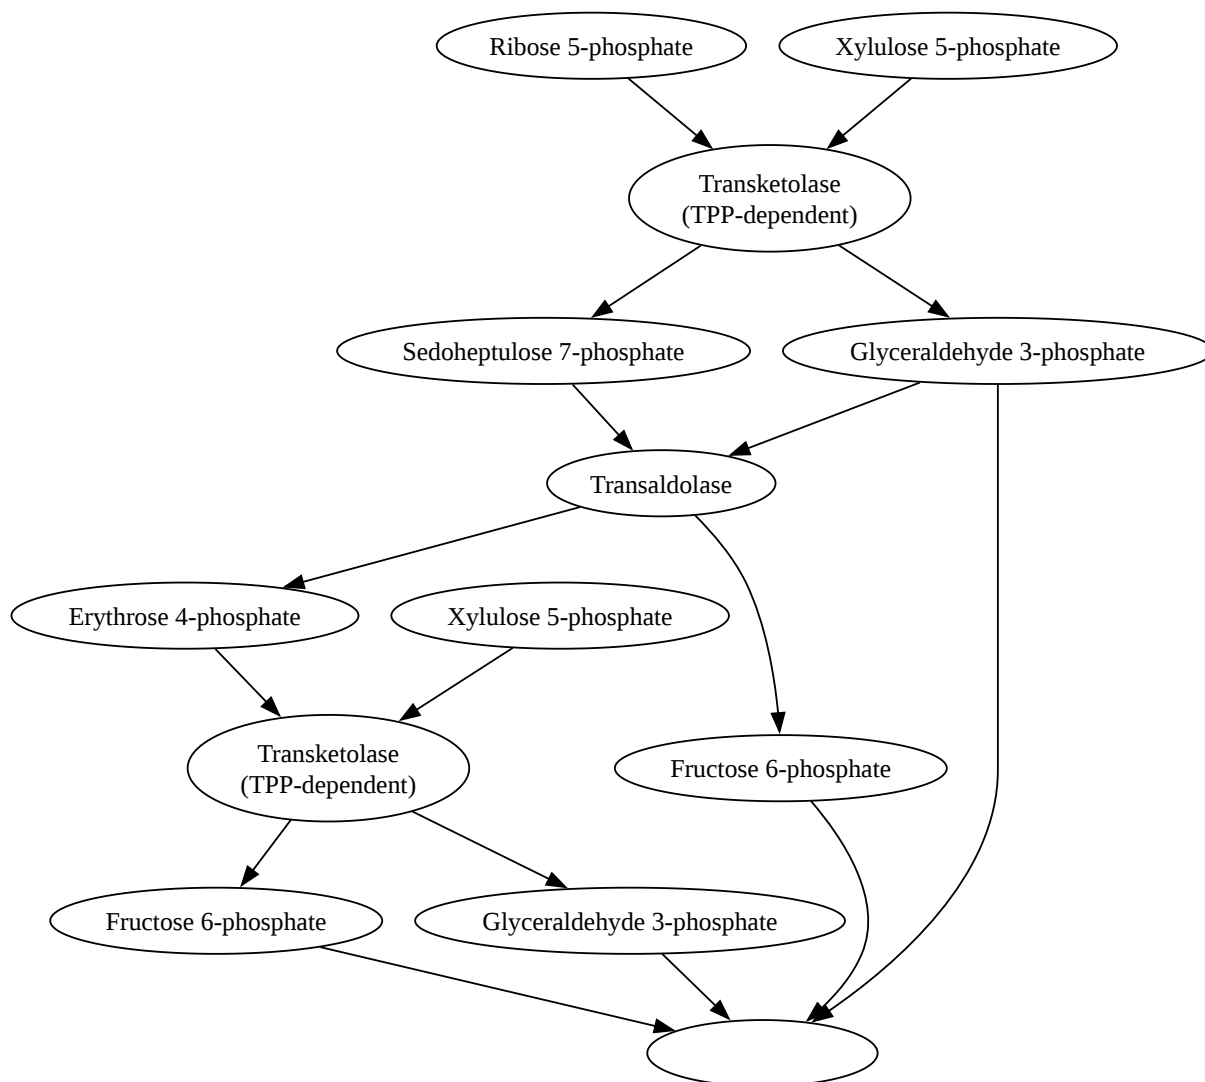 Ribose 5-phosphate
Xylulose 5-phosphate
Transketolase
(TPP-dependent)
Sedoheptulose 7-phosphate
Glyceraldehyde 3-phosphate
Transaldolase
Erythrose 4-phosphate
Xylulose 5-phosphate
Transketolase
(TPP-dependent)
Fructose 6-phosphate
Fructose 6-phosphate
Glyceraldehyde 3-phosphate